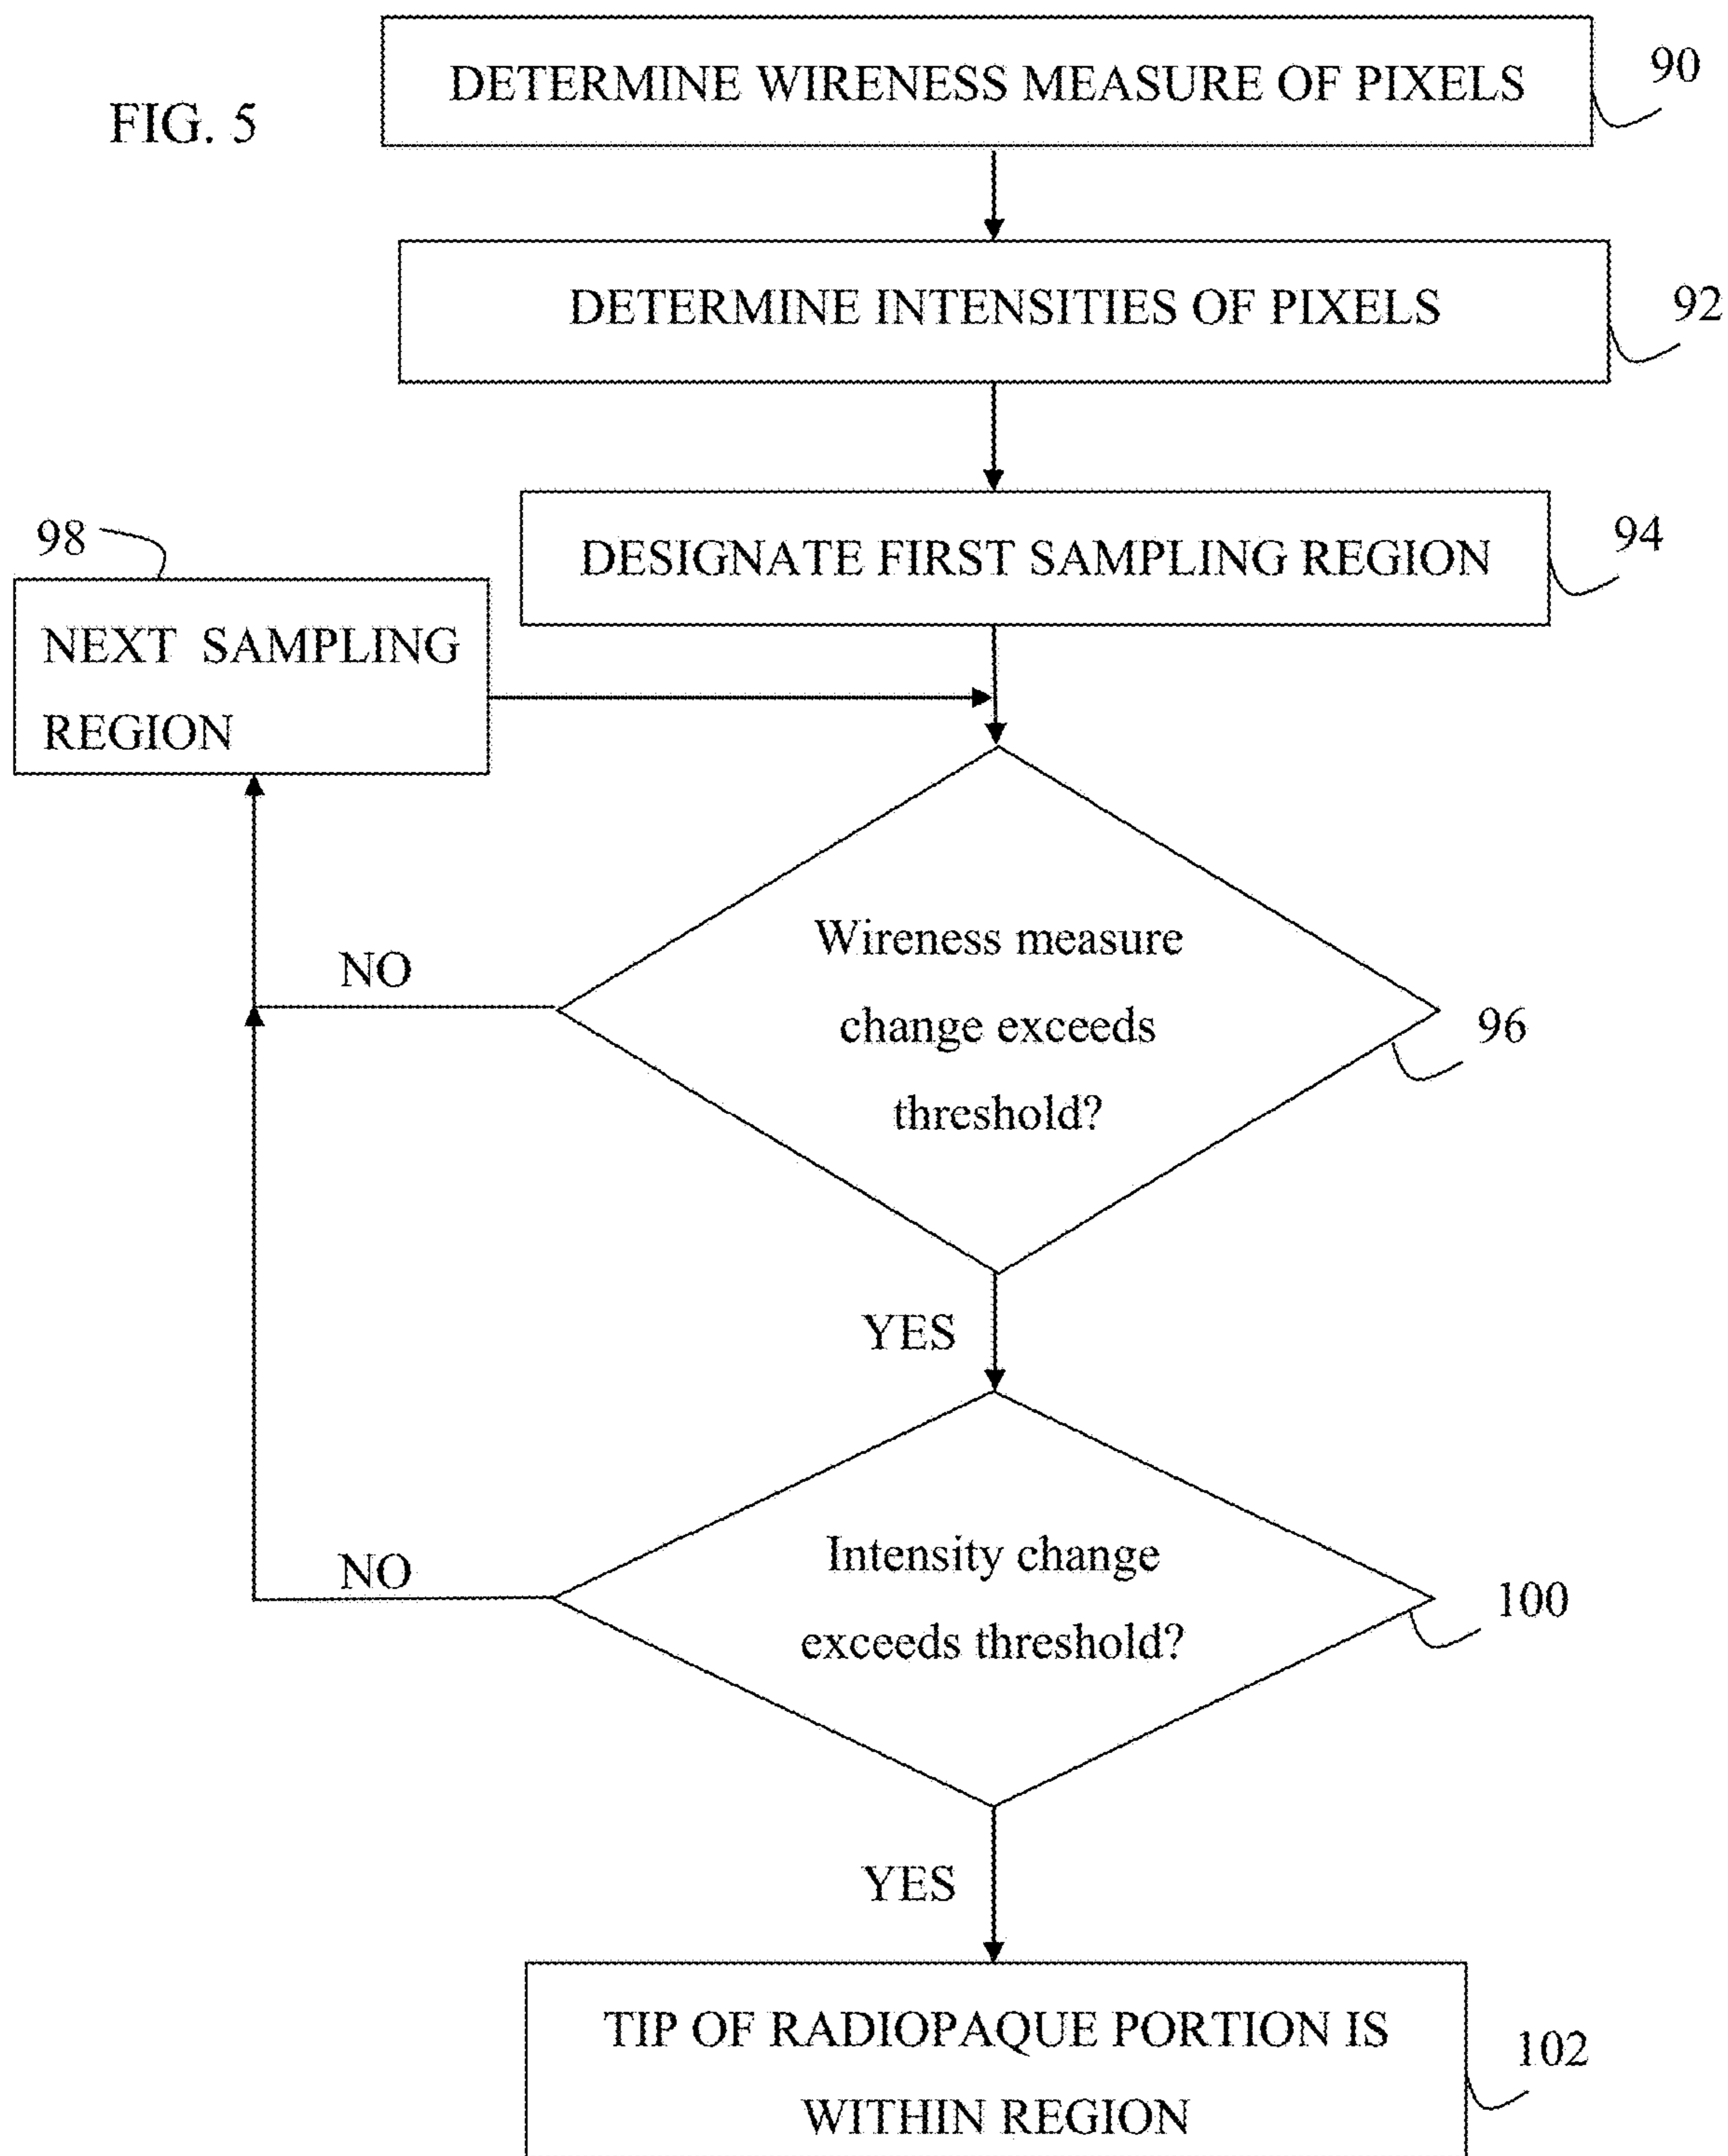 DETERMINE WIRENESS MEASURE OF PIXELS
90
FIG. 5
DETERMINE INTENSITIES OF PIXELS
92
DESIGNATE FIRST SAMPLING REGION
94
98
NEXT SAMPLING
REGION
Wireness measure
change exceeds
threshold?
NO
96
YES
Intensity change
exceeds threshold?
NO
100
YES
TIP OF RADIOPAQUE PORTION IS
WITHIN REGION
102